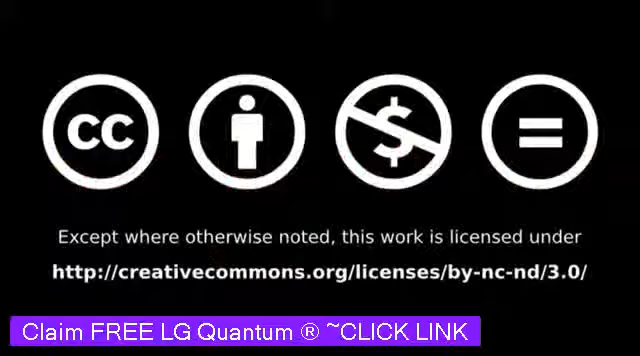 cc
$
=
Except where otherwise noted, this work is licensed under
http://creativecommons.org/licenses/by-nc-nd/3.0/
Claim FREE LG Quantum ® ~CLICK LINK